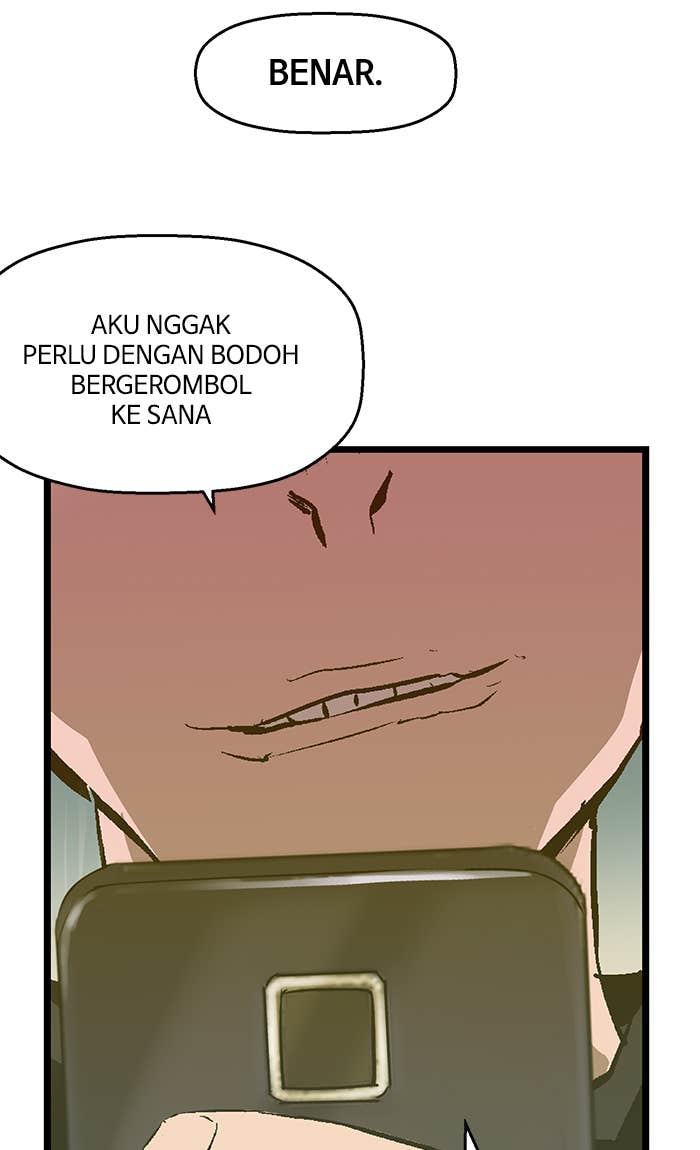 BENAR.
AKU NGGAK
PERLU DENGAN BODOH
BERGEROMBOL
KE SANA